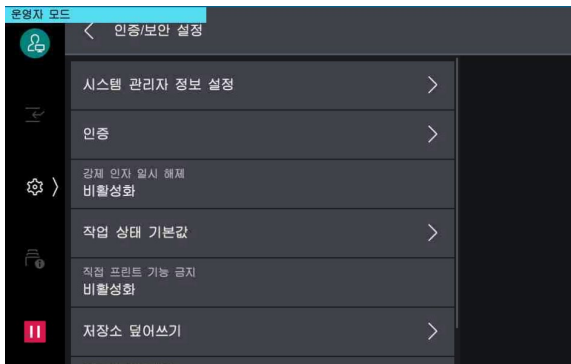 운영자 모드
인증/보안 설정
시스템 관리자 정보 설정
인증
강제 인자 일시 해제
비활성화
작업 상태 기본값
직접 프린트 기능 금지
비활성화
저장소 덮어쓰기